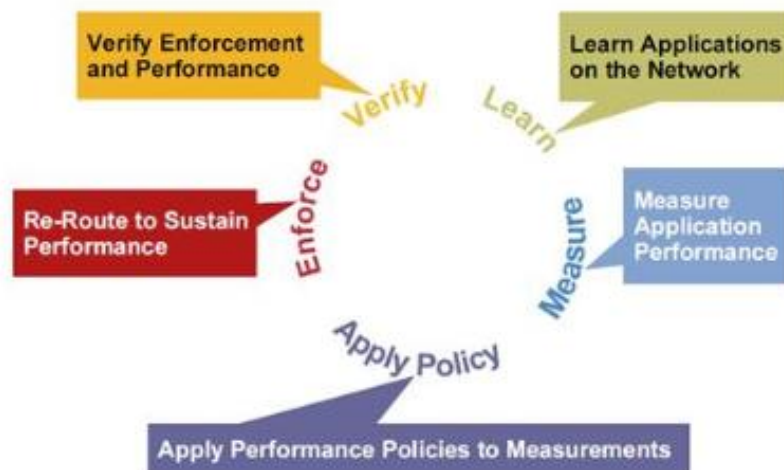 Verify Enforcement
and Performance
Learn Applications
on the Network
Verify
Learn
Enforce
Measure
Re-Route to Sustain
Performance
Measure
Application
Performance
Apply Policy
Apply Performance Policies to Measurements